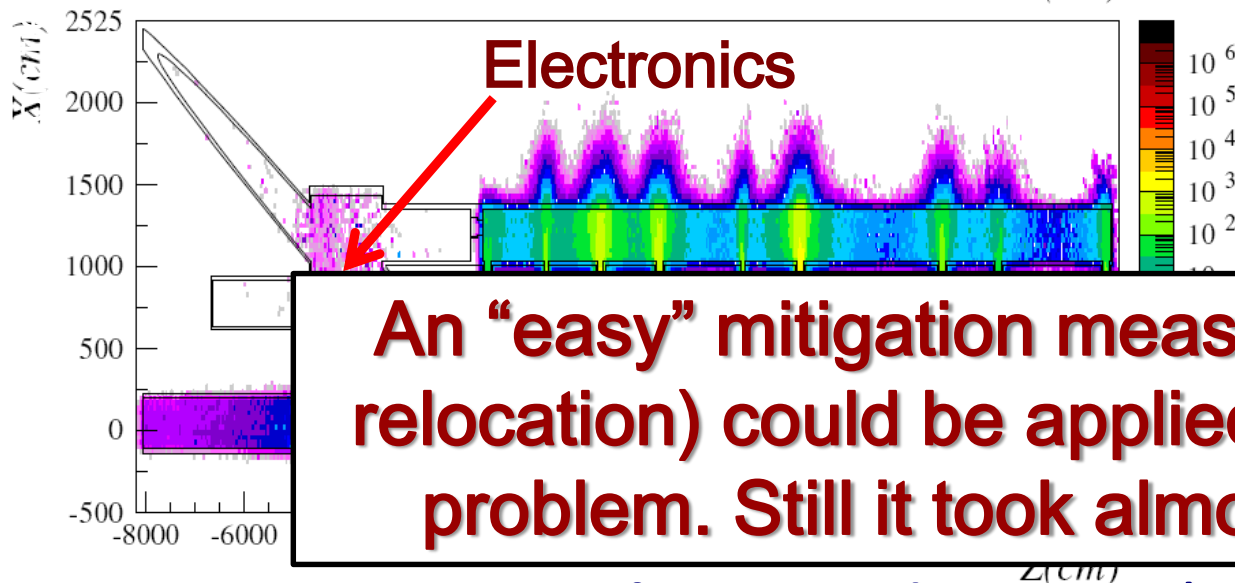 X(cm)
2525
2000
1500
1000
500
0
-500
-8000 -6000
Electronics
10 6
10 5
10 4
10 3
10 2
An “easy” mitigation meas
relocation) could be applie
problem. Still it took almo
Z(cm)